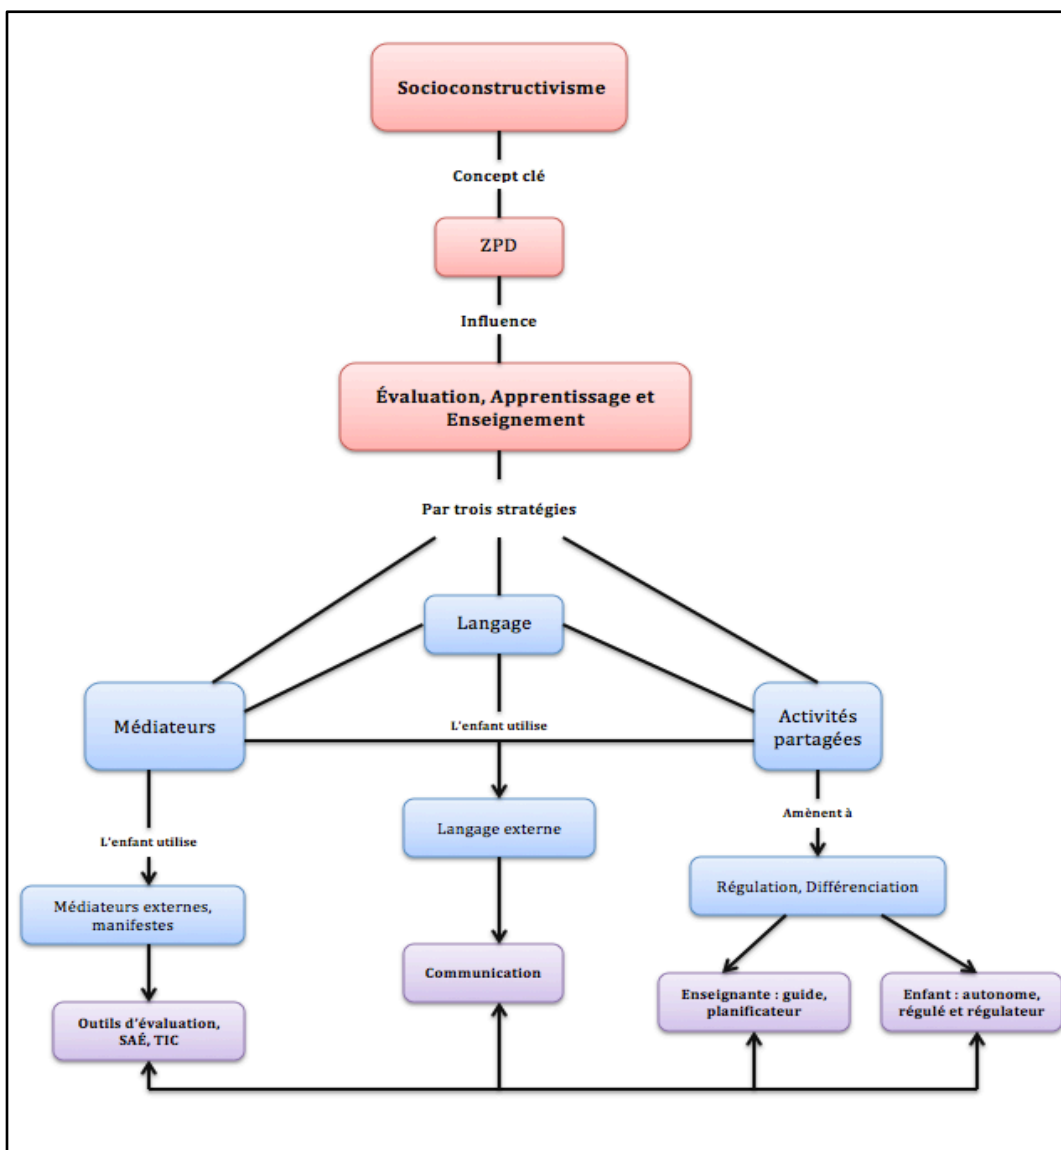 Socioconstructivisme
Concept clé
ZPD
Influence
Évaluation, Apprentissage et
Enseignement
Par trois stratégies
Langage
Médiateurs
Activités
partagées
L'enfant utilise
Langage externe
Amènent à
L'enfant utilise
Régulation, Différenciation
Médiateurs externes,
manifestes
Communication
Enseignante : guide,
planificateur
Enfant : autonome,
régulé et régulateur
Outils d'évaluation,
SAÉ, TIC